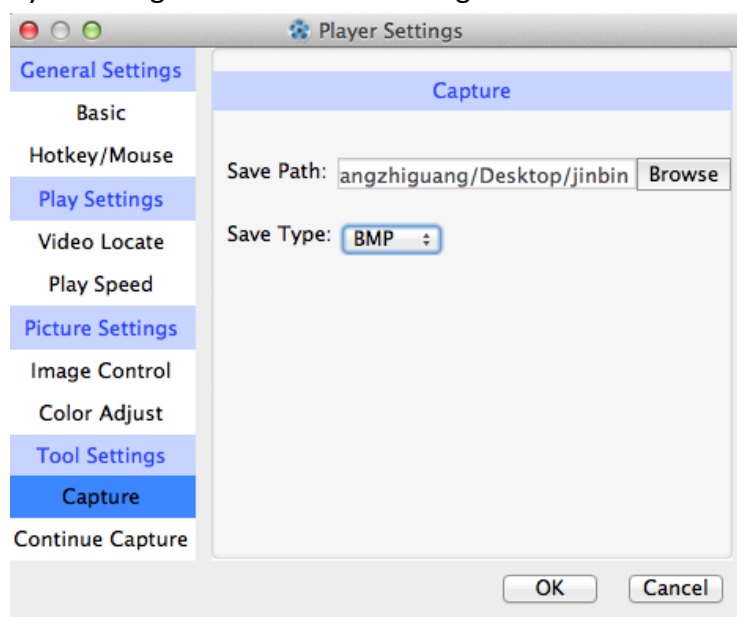 Player Settings
General Settings
Basic
Hotkey/Mouse
Play Settings
Video Locate
Play Speed
Picture Settings
Image Control
Color Adjust
Tool Settings
Capture
Continue Capture
Capture
Save Path: angzhiguang/Desktop/jinbin Browse
Save Type: BMP
OK Cancel